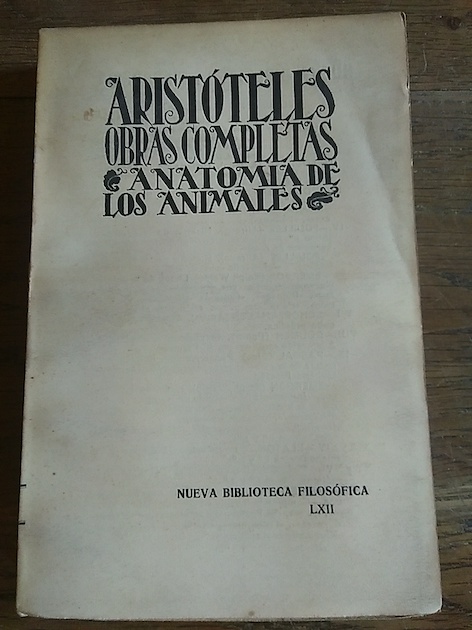 ARISTÓTELES
OBRAS COMPLETAS
ANATOMIA DE
LOS ANIMALES
NUEVA BIBLIOTECA FILOSÓFICA
LXII